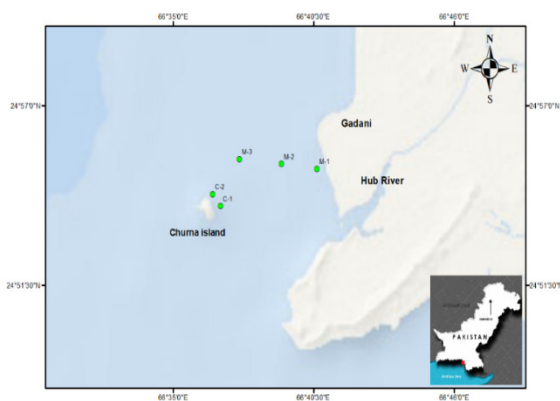 66°35'0"E 66°40'30"E 66°46'0"E
N
W E
S
24°57'0"N 24°57'0"N
Gadani
M-3
M-2
M-1
Hub River
C-2
C-1
Churna island
24°51'30"N 24°51'30"N
PAKISTAN
66°35'0"E 66°40'30"E 66°46'0"E